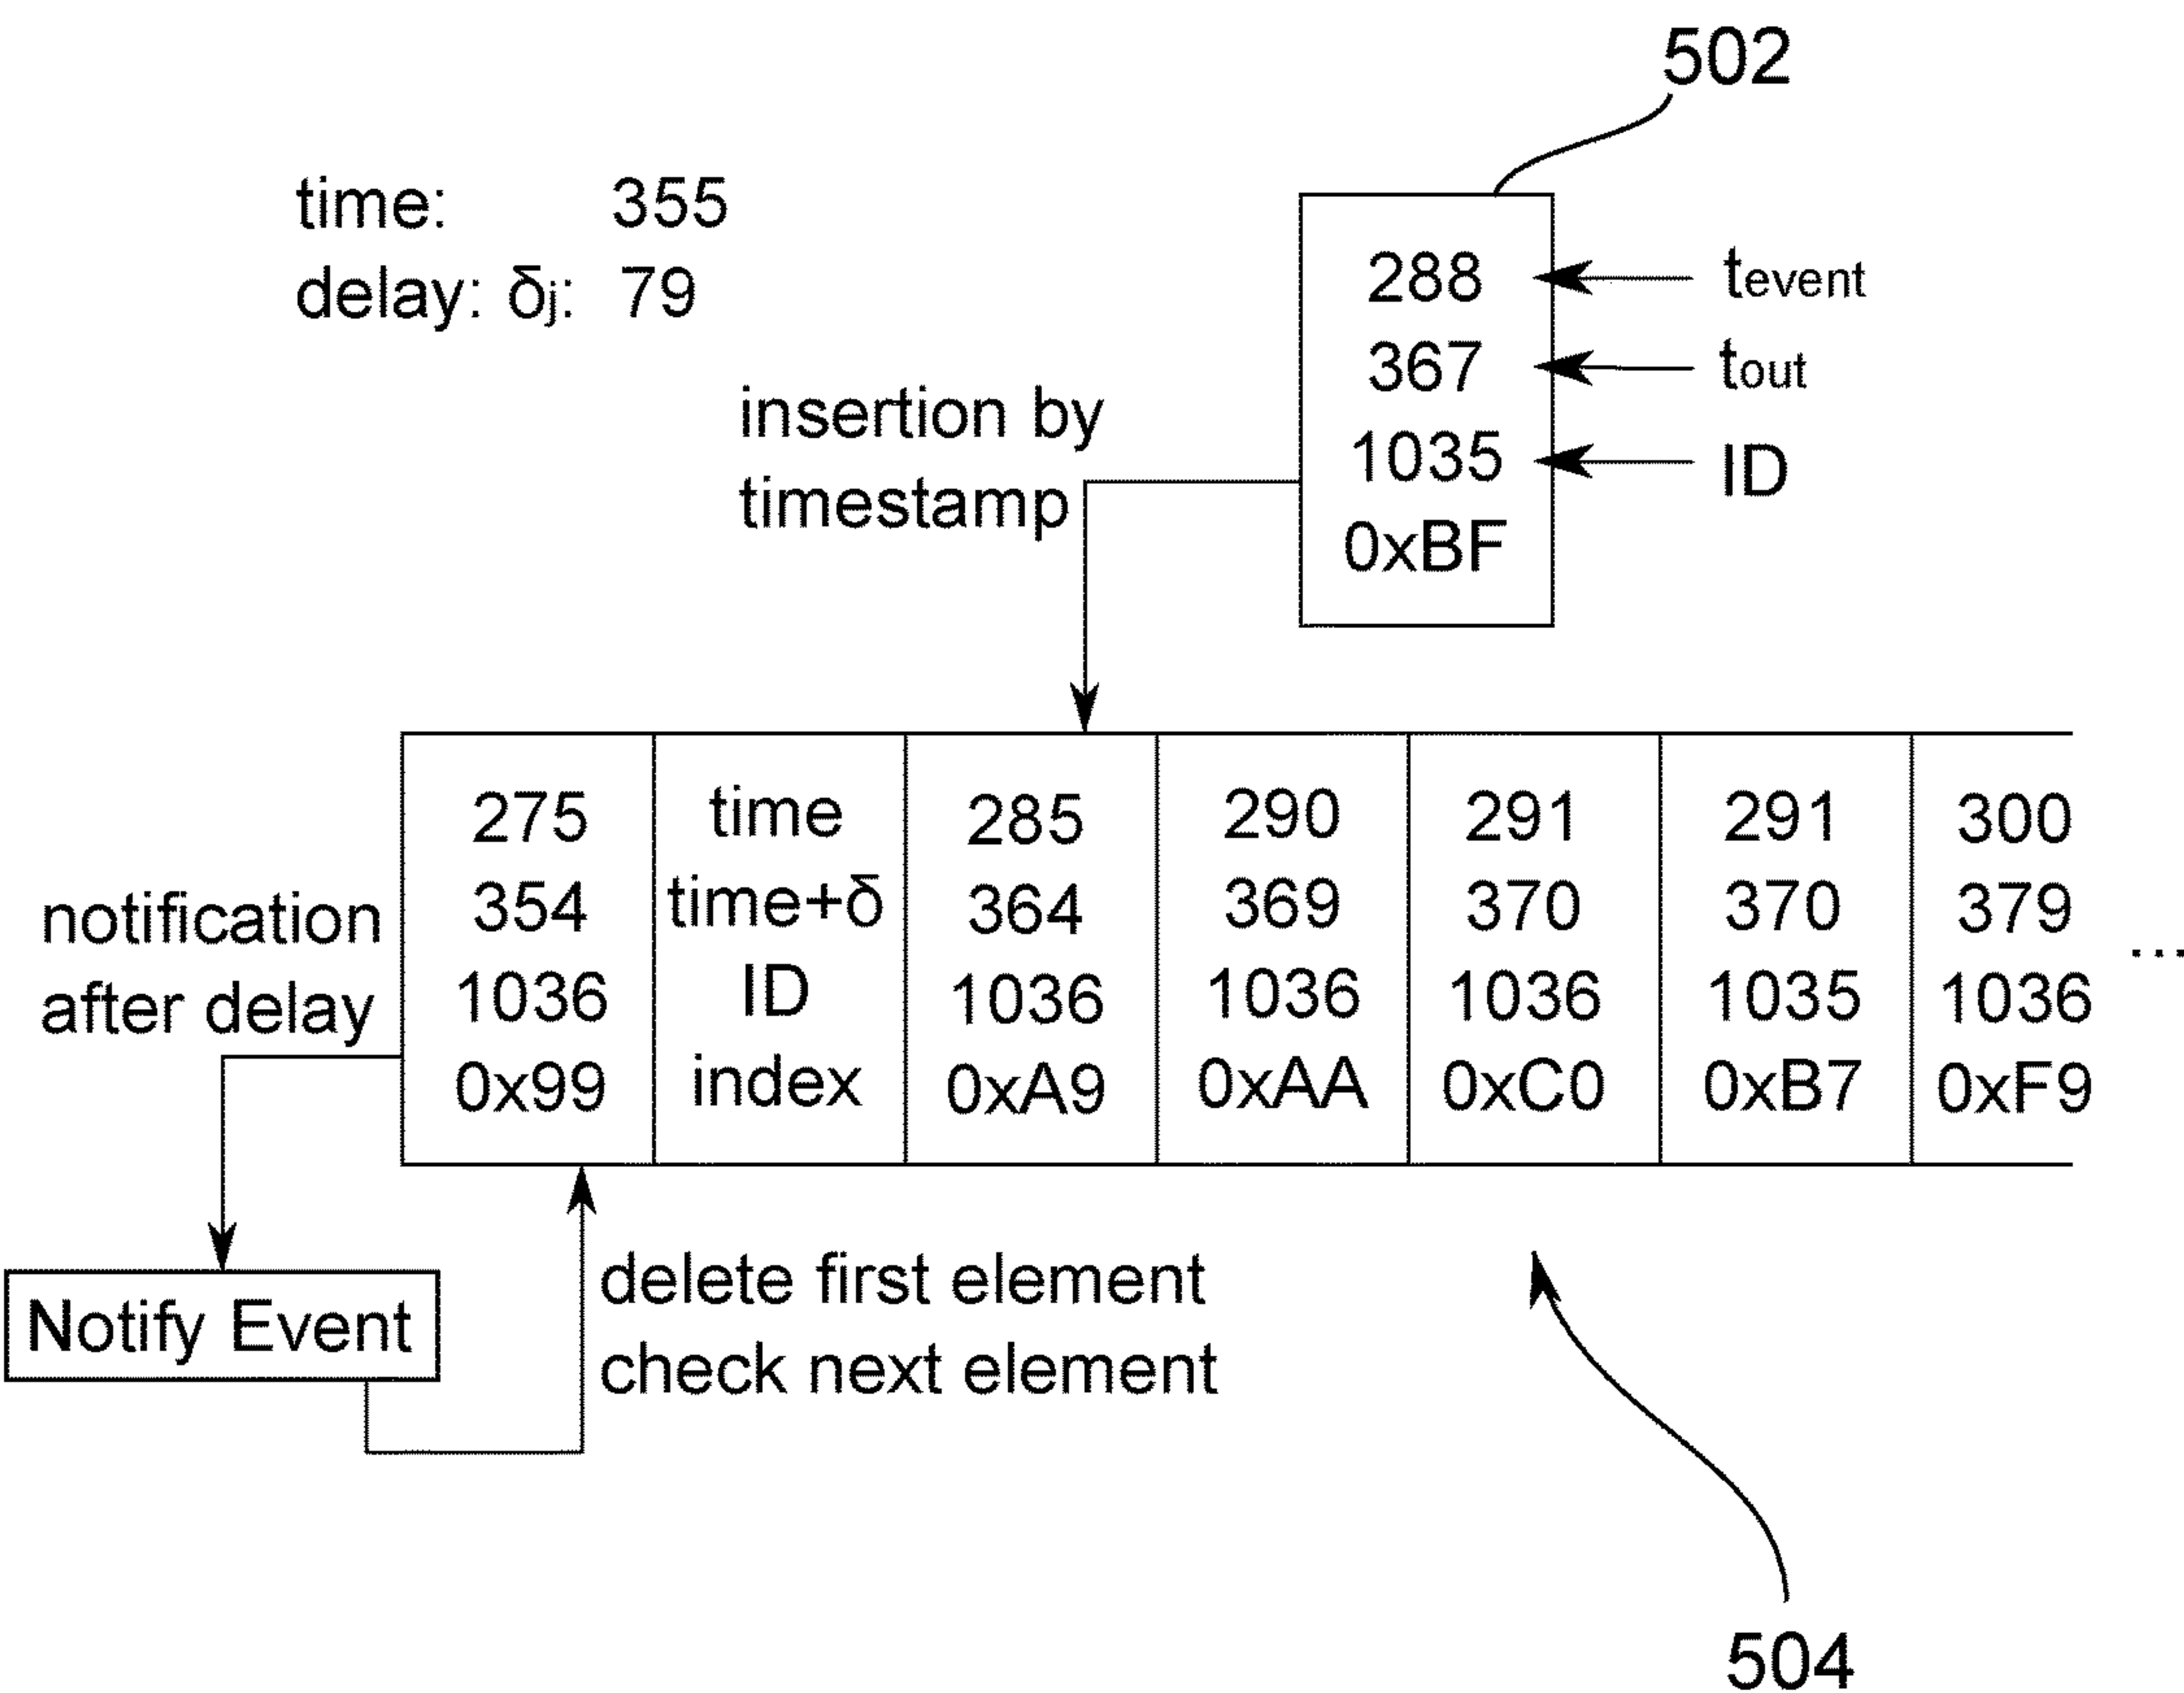 502
time: 355
delay: δj: 79
288
367
1035
0xBF
tevent
tout
ID
insertion by
timestamp
275 time 285 290 291 291 300
354 time+δ 364 369 370 370 379
1036 ID 1036 1036 1036 1035 1036
0x99 index 0xA9 0xAA 0xC0 0xB7 0xF9
...
notification
after delay
Notify Event
delete first element
check next element
504